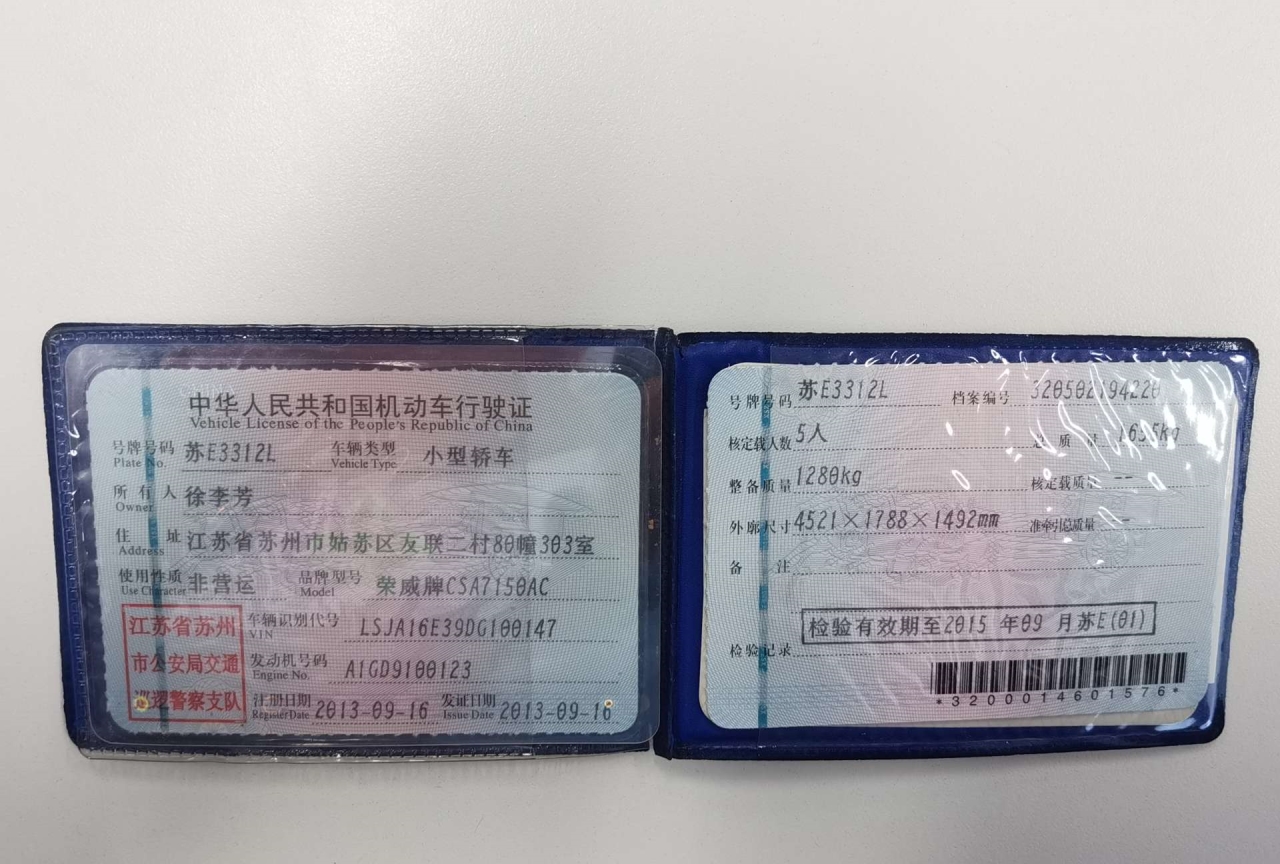 中华人民共和国机动车行驶证
Vehicle License of the People's Republic of China
号牌号码 苏E3312L 车辆类型 小型轿车
Plate No. Vehicle Type
所有人 徐李芳
Owner
住址 江苏省苏州市姑苏区友联二村80幢303室
Address
使用性质 非营运 品牌型号 荣威牌CSA7150AC
Use Character Model
江苏省苏州
市公安局交通
巡逻警察支队
车辆识别代号 LSJA16E39DG100147
VIN
发动机号码 A1GD9100123
Engine No.
注册日期 2013-09-16 发证日期 2013-09-16
Register Date Issue Date
号牌号码 苏E3312L 档案编号 320502194220
核定载人数 5人 总质量 1655kg
整备质量 1280kg 核定载质量 --
外廓尺寸 4521×1788×1492mm 准牵引总质量 --
备注
检验有效期至2015 年09 月苏E(01)
检验记录
*3200014601576*